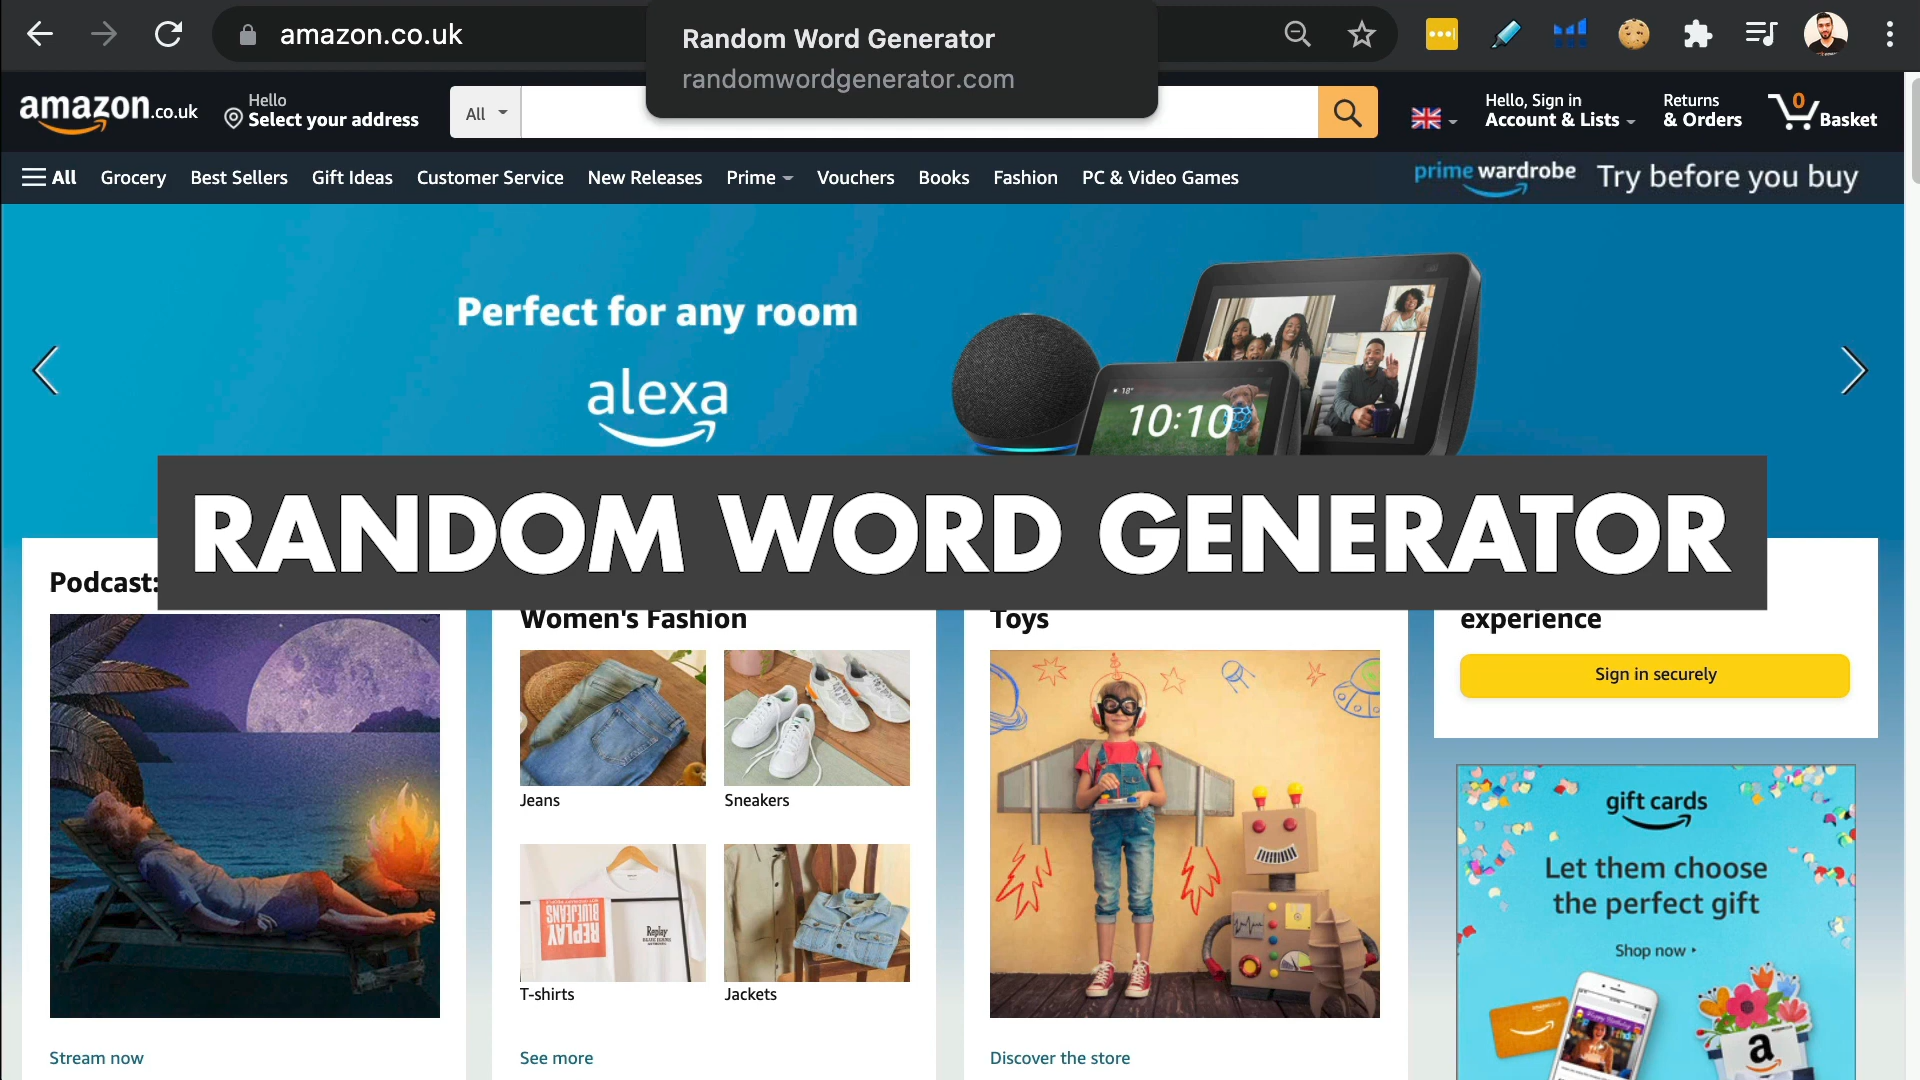 amazon.co.uk
Random Word Generator
randomwordgenerator.com
amazon.co.uk
Hello
Select your address
All
Hello, Sign in
Account & Lists
Returns
& Orders
0
Basket
All
Grocery
Best Sellers
Gift Ideas
Customer Service
New Releases
Prime
Vouchers
Books
Fashion
PC & Video Games
prime wardrobe
Try before you buy
Perfect for any room
alexa
18°
10:10
RANDOM WORD GENERATOR
Podcast:
Women's Fashion
Toys
experience
Sign in securely
Jeans
Sneakers
BLUEJEANS
REPLAY
Replay
T-shirts
Jackets
gift cards
Let them choose
the perfect gift
Shop now
a
Stream now
See more
Discover the store